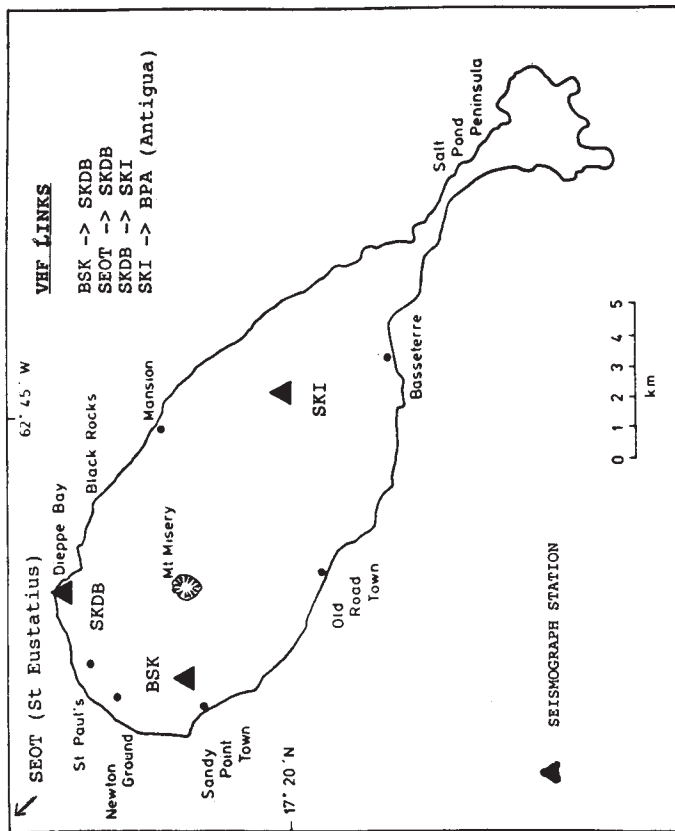 SEOT (St Eustatius)
VHF LINKS
BSK -> SKDB
SEOT -> SKDB
SKDB -> SKI
SKI -> BPA (Antigua)
62° 45' W
Dieppe Bay
SKDB
Black Rocks
St Paul's
Newton
Ground
Mansion
BSK
Mt Misery
Sandy
Point
Town
SKI
17° 20' N
Old
Road
Town
Basseterre
Salt
Pond
Peninsula
0 1 2 3 4 5
km
SEISMOGRAPH STATION